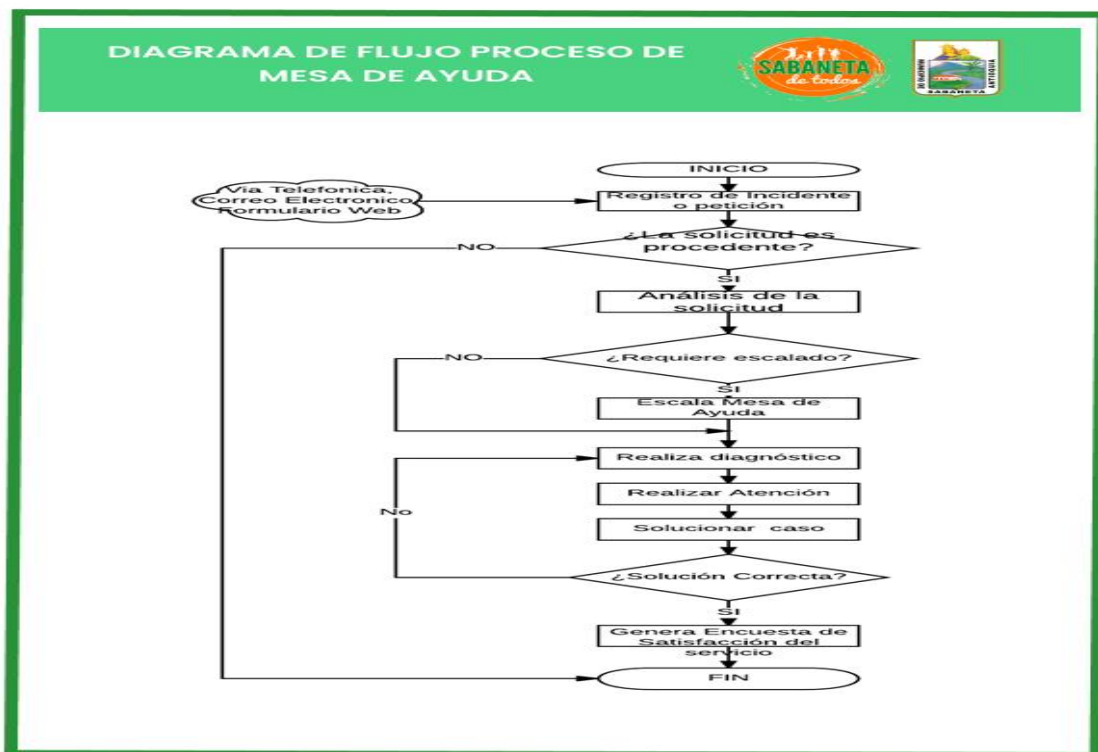 DIAGRAMA DE FLUJO PROCESO DE
MESA DE AYUDA
SABANETA
de todos
SABANETA
ANTIOQUIA
INICIO
Via Telefonica,
Correo Electronico
Formulario Web
Registro de Incidente
o petición
¿La solicitud es
procedente?
NO
SI
Análisis de la
solicitud
¿Requiere escalado?
NO
SI
Escala Mesa de
Ayuda
Realiza diagnóstico
Realizar Atención
No
Solucionar caso
¿Solución Correcta?
SI
Genera Encuesta de
Satisfacción del
servicio
FIN